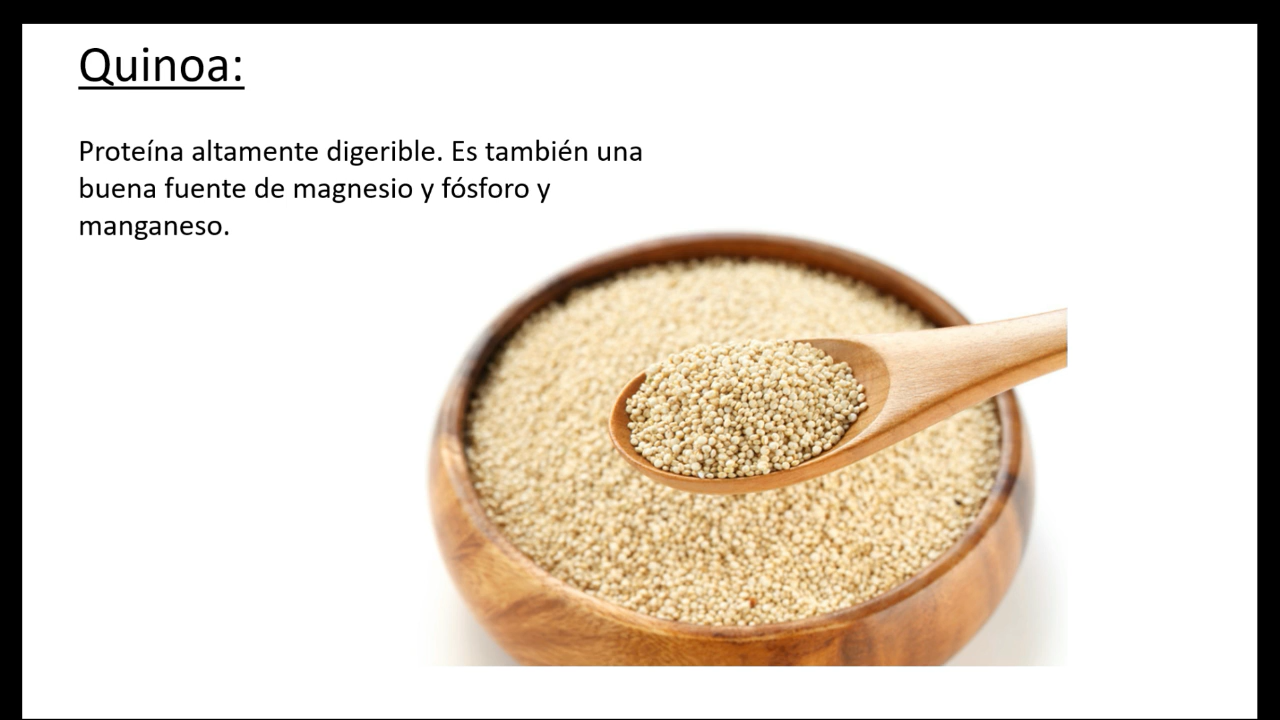 Quinoa:
Proteína altamente digerible. Es también una
buena fuente de magnesio y fósforo y
manganeso.